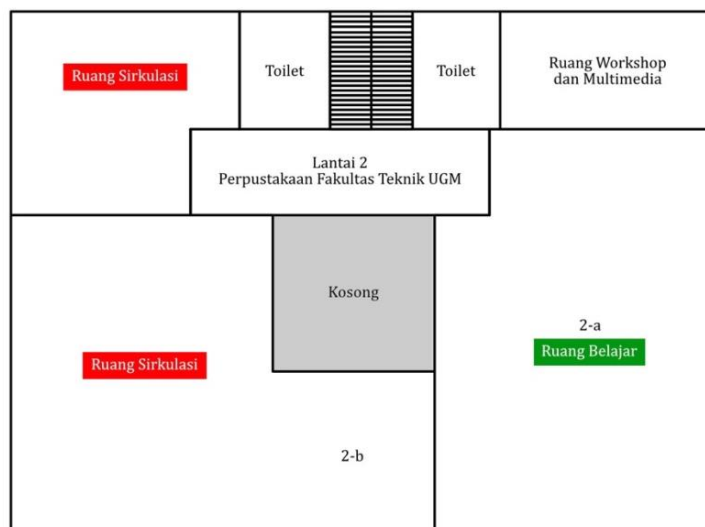 Ruang Sirkulasi
Toilet
Toilet
Ruang Workshop
dan Multimedia
Lantai 2
Perpustakaan Fakultas Teknik UGM
Kosong
2-a
Ruang Belajar
Ruang Sirkulasi
2-b